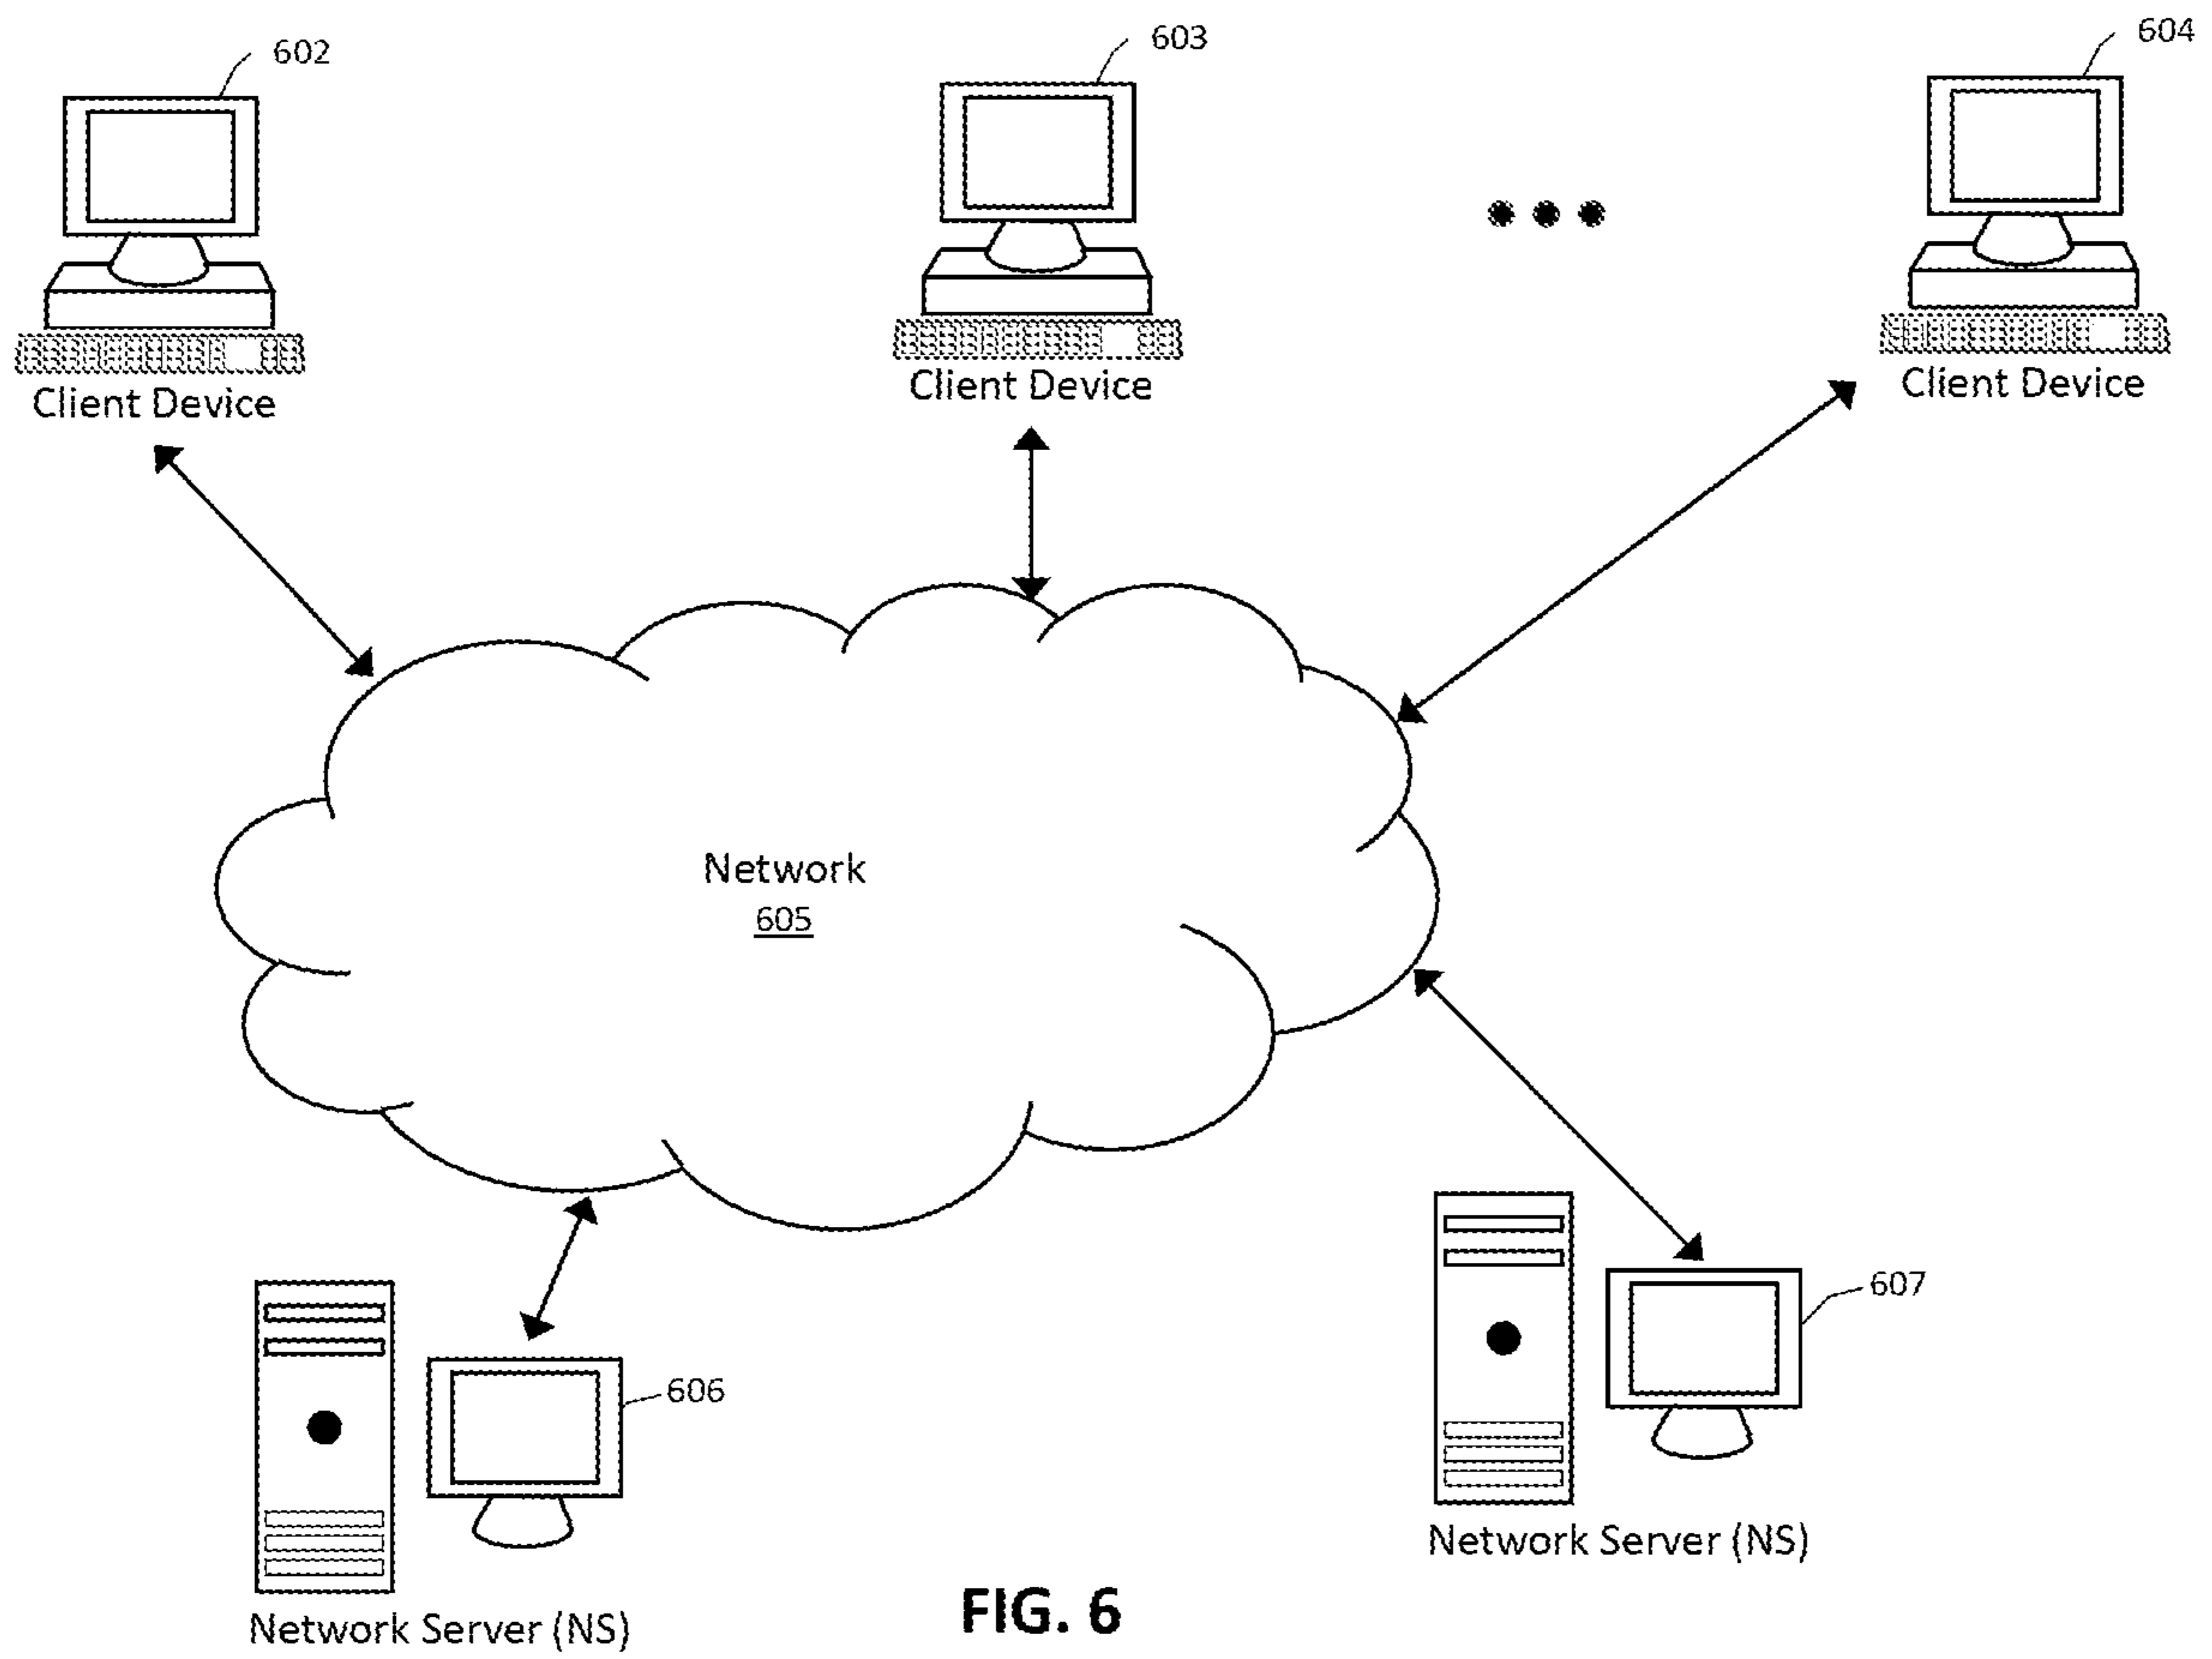 602
603
604
Client Device
Client Device
Client Device
Network
605
606
607
Network Server (NS)
Network Server (NS)
FIG. 6